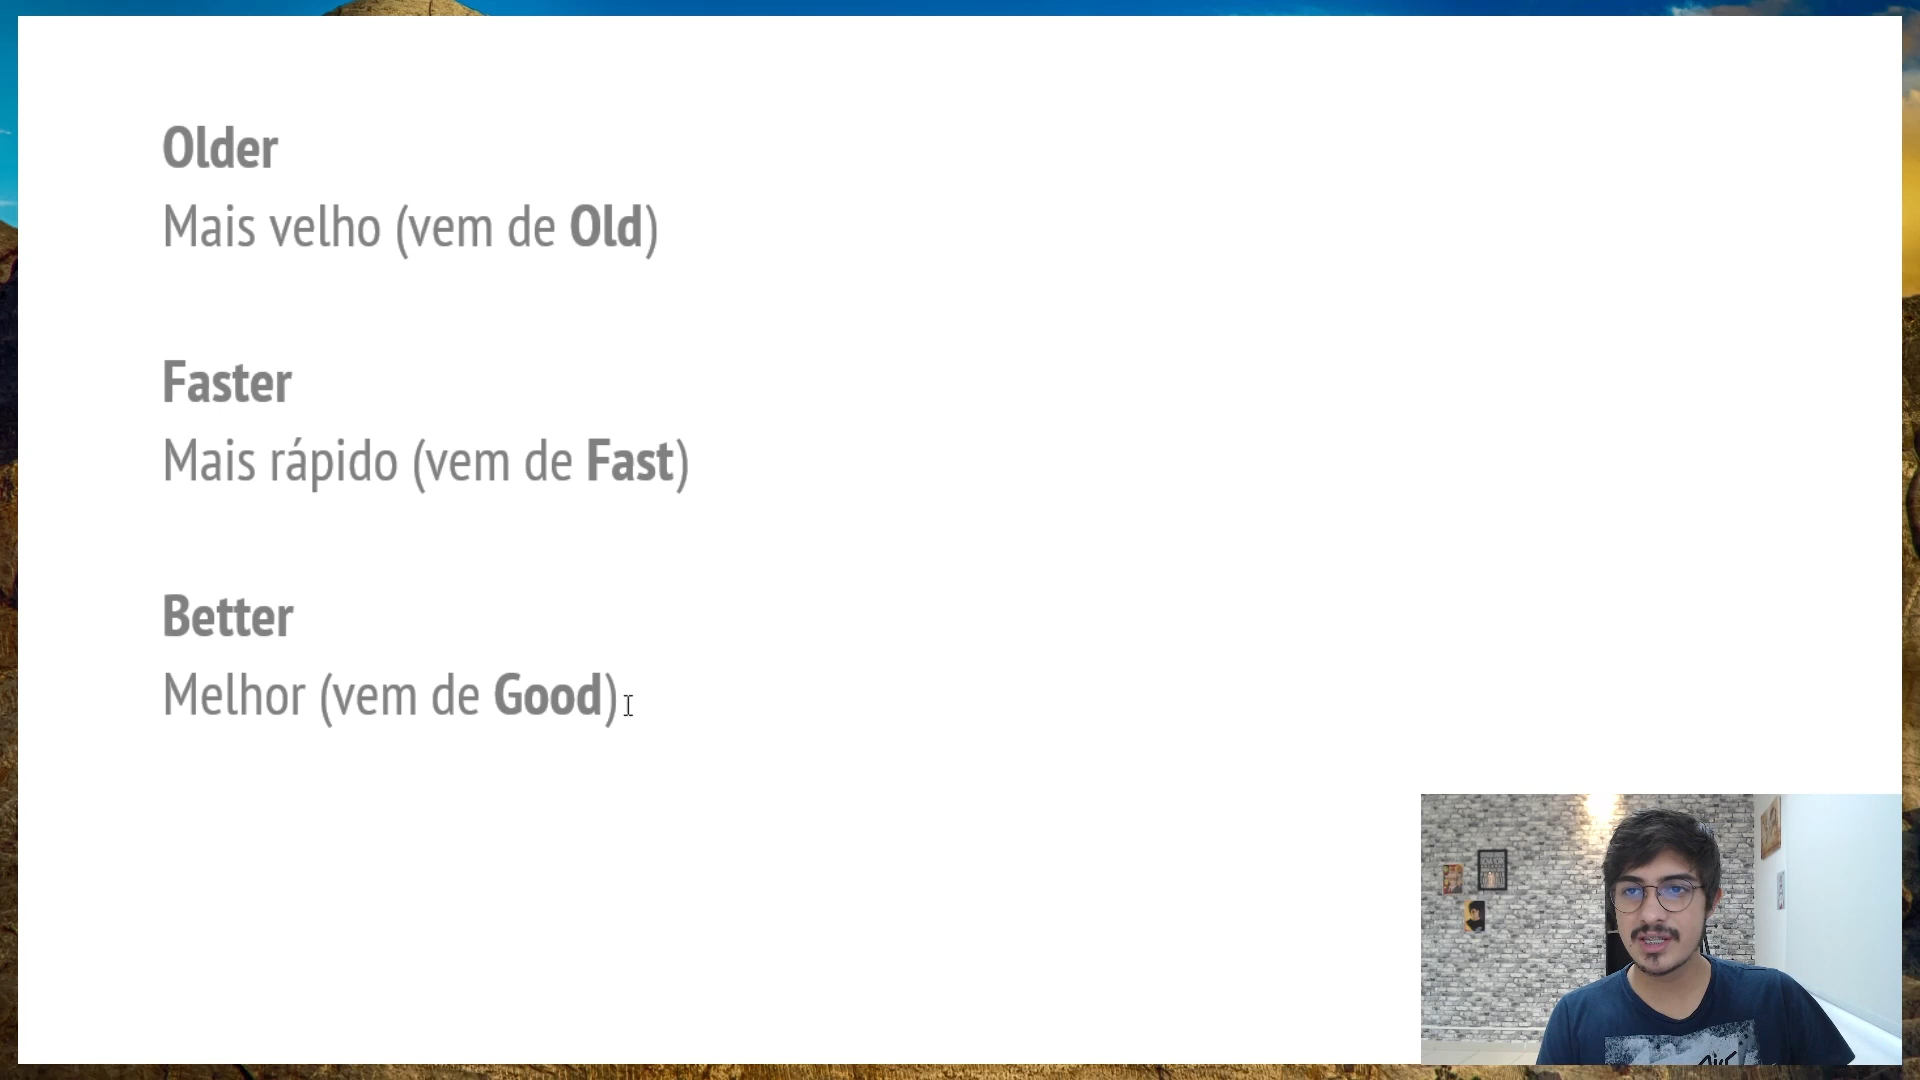 Older
Mais velho (vem de Old)
Faster
Mais rápido (vem de Fast)
Better
Melhor (vem de Good)